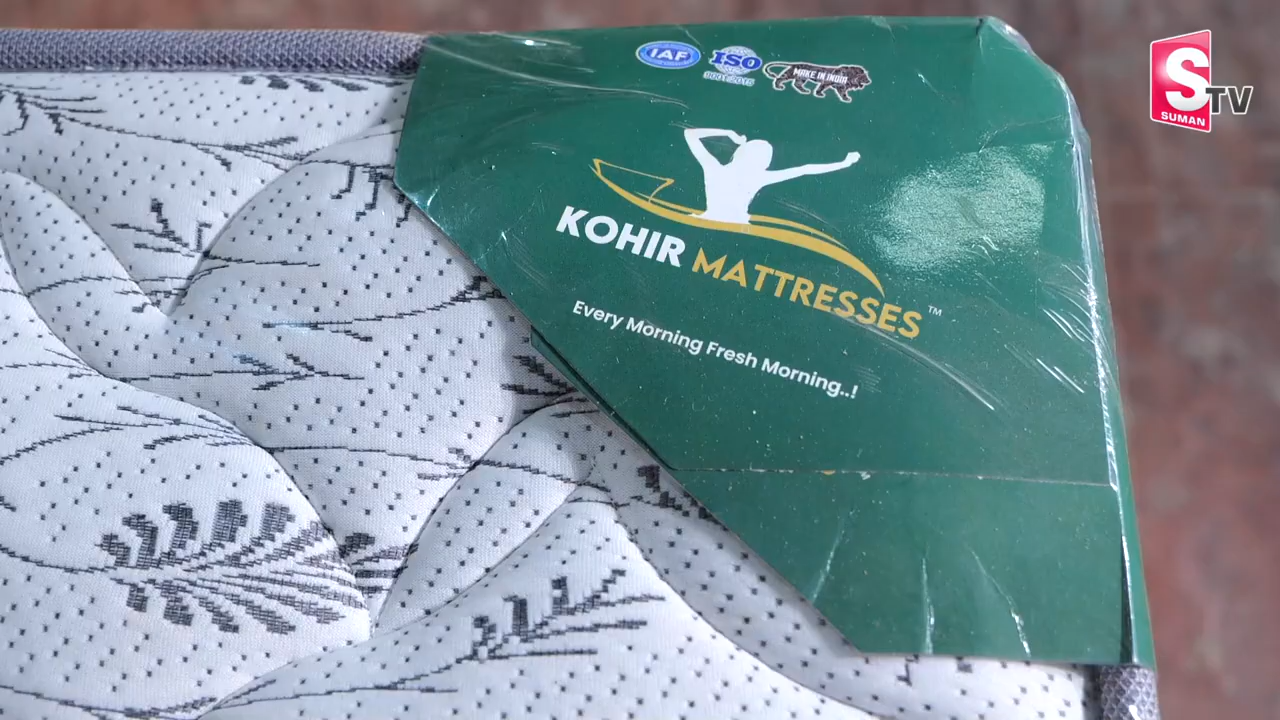 IAF
ISO
9001:2015
MAKE IN INDIA
S TV
SUMAN
KOHIR MATTRESSES™
Every Morning Fresh Morning..!